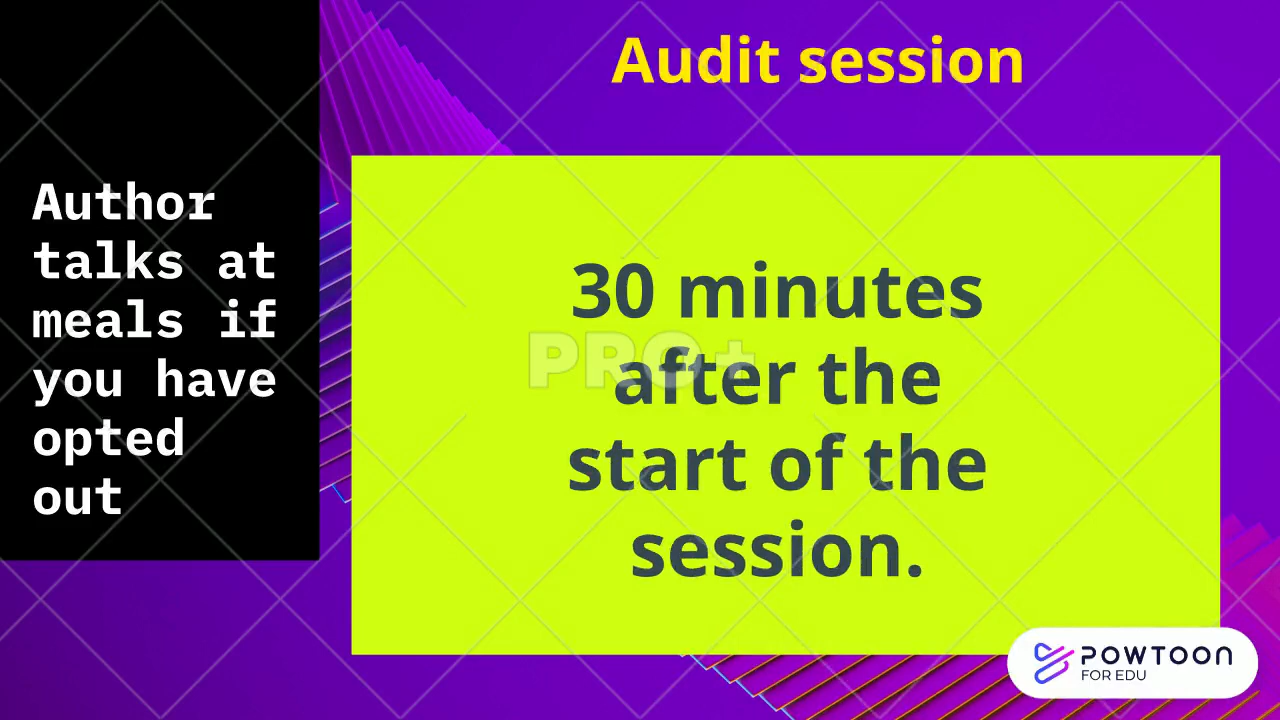 Audit session
Author
talks at
meals if
you have
opted
out
30 minutes
after the
start of the
session.
PRO+
POWTOON
FOR EDU